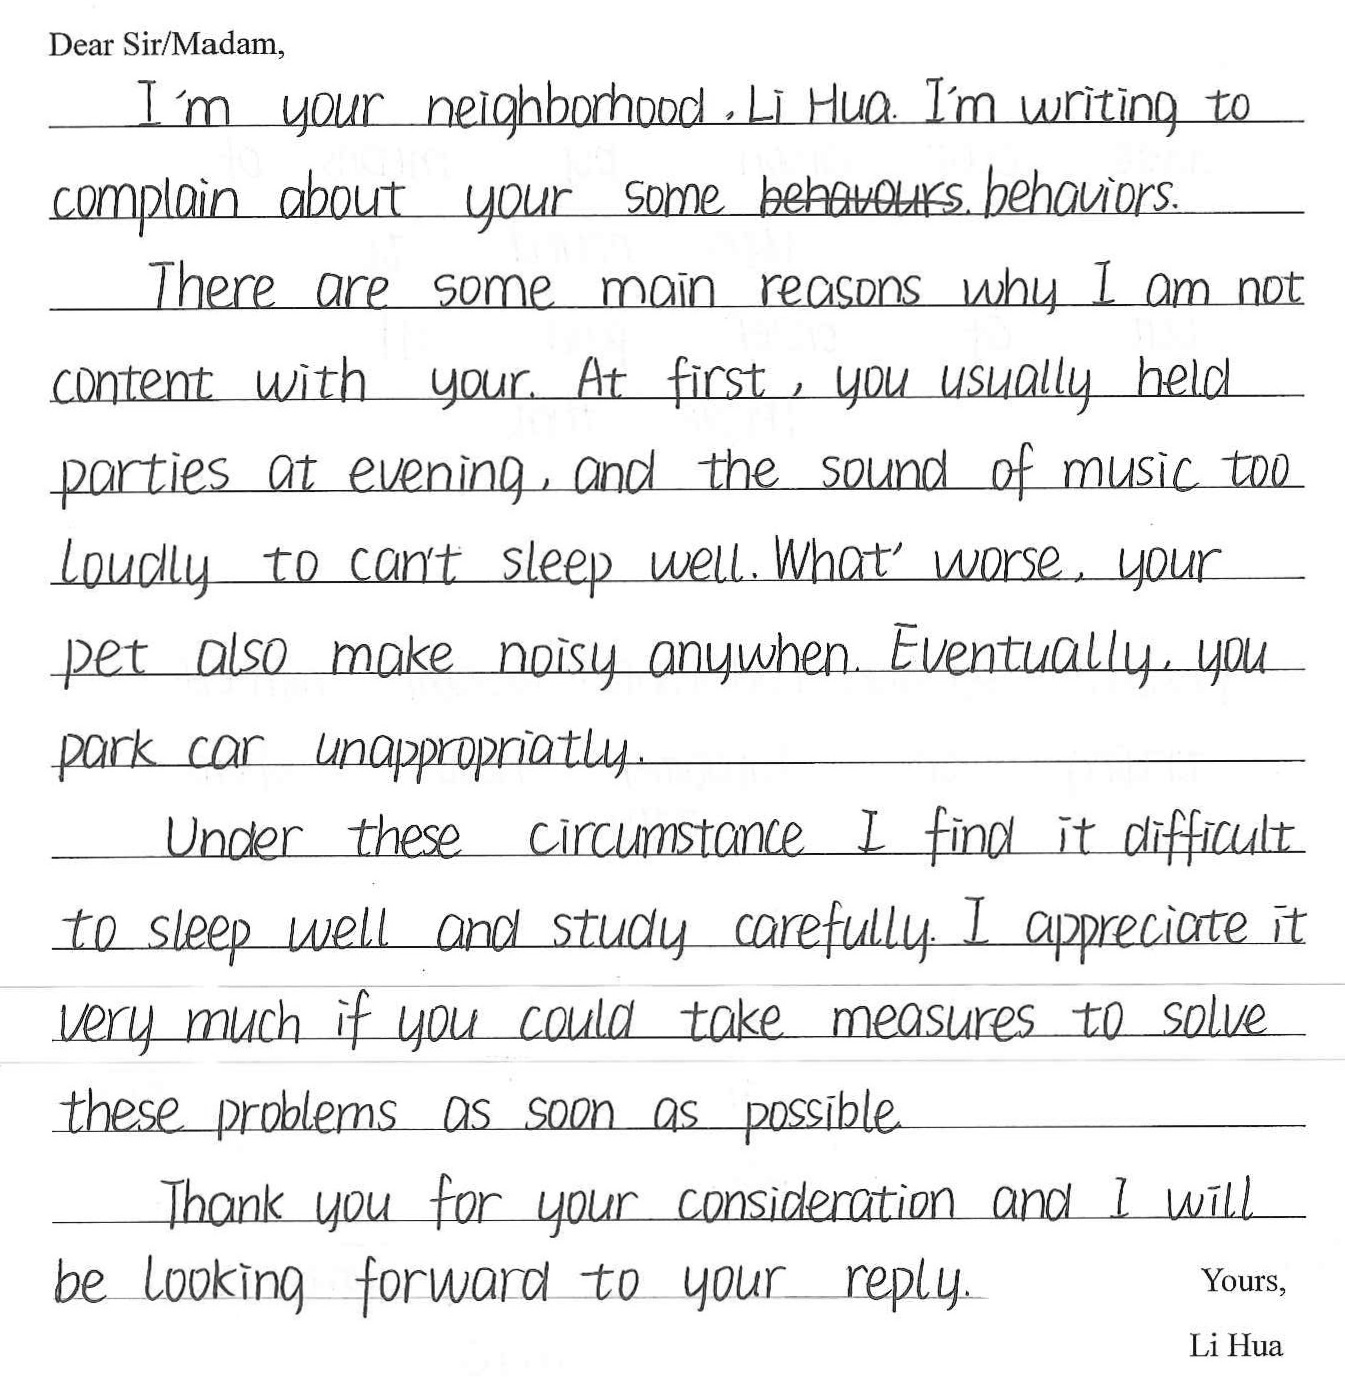 Dear Sir/Madam,
I'm your neighborhood, Li Hua. I'm writing to
complain about your some behavours. behaviors.
There are some main reasons why I am not
content with your. At first, you usually held
parties at evening, and the sound of music too
loudly to can't sleep well. What' worse, your
pet also make noisy anywhen. Eventually, you
park car unappropriatly.
Under these circumstance I find it difficult
to sleep well and study carefully. I appreciate it
very much if you could take measures to solve
these problems as soon as possible
Thank you for your consideration and I will
be looking forward to your reply.
Yours,
Li Hua